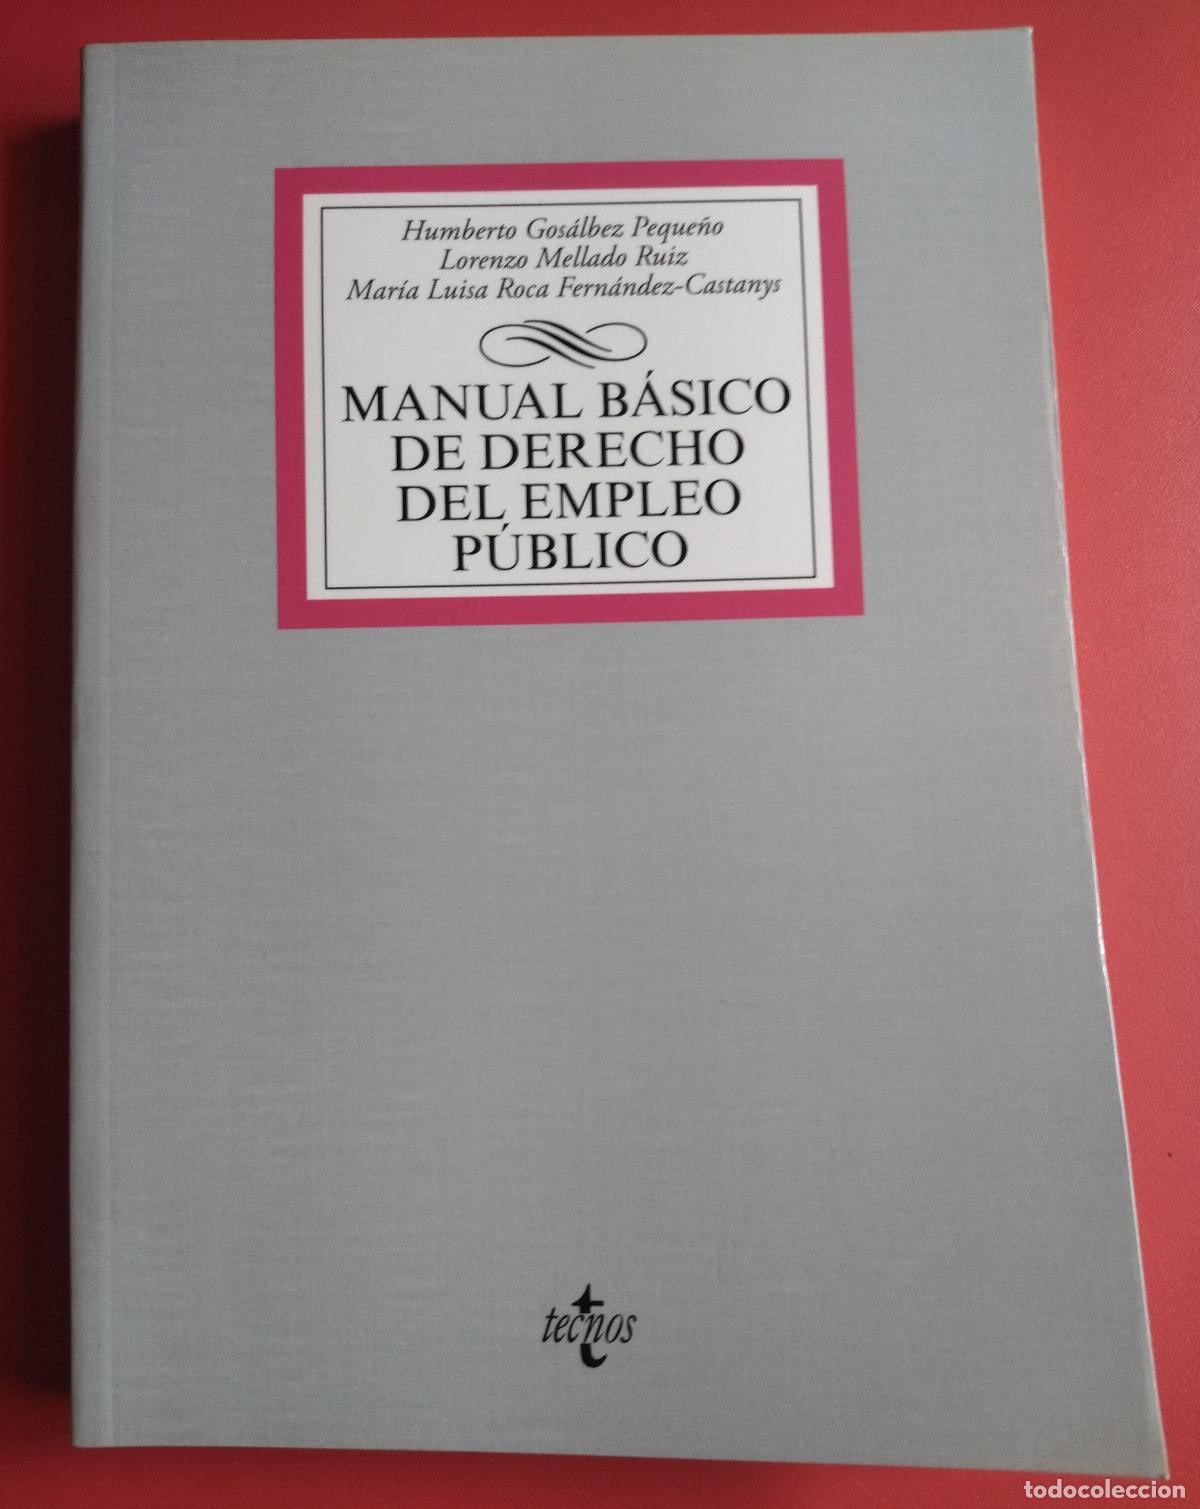 Humberto Gosálbez Pequeño
Lorenzo Mellado Ruiz
María Luisa Roca Fernández-Castanys
MANUAL BÁSICO
DE DERECHO
DEL EMPLEO
PÚBLICO
tecnos
todocoleccion